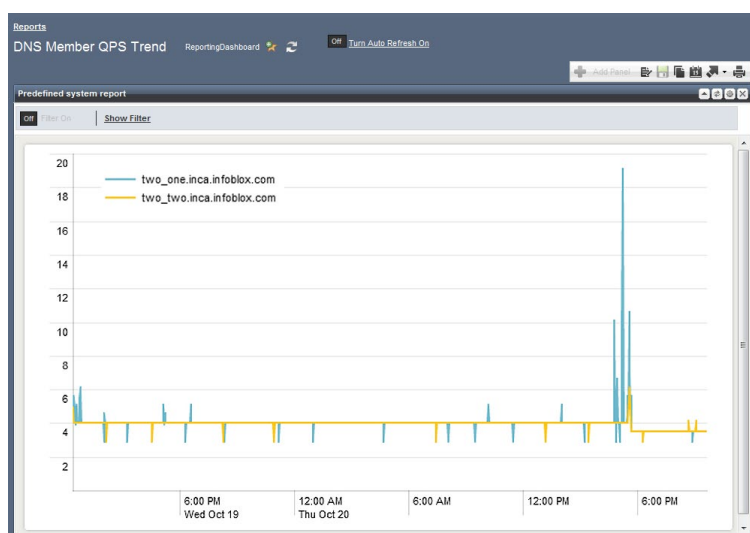 Reports
DNS Member QPS Trend ReportingDashboard Off Turn Auto Refresh On
Add Panel
Predefined system report
Off Filter On Show Filter
20
two_one.inca.infoblox.com
18
two_two.inca.infoblox.com
16
14
12
10
8
6
4
2
6:00 PM 12:00 AM 6:00 AM 12:00 PM 6:00 PM
Wed Oct 19 Thu Oct 20